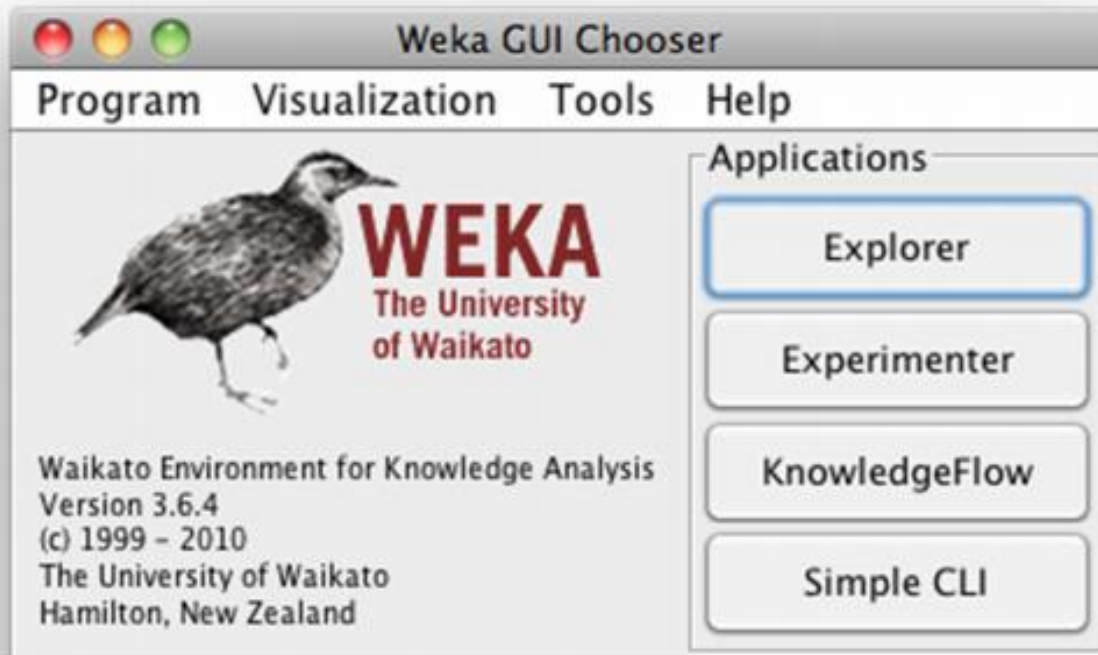 Weka GUI Chooser
Program Visualization Tools Help
WEKA
The University
of Waikato
Waikato Environment for Knowledge Analysis
Version 3.6.4
(c) 1999 - 2010
The University of Waikato
Hamilton, New Zealand
Applications
Explorer
Experimenter
KnowledgeFlow
Simple CLI